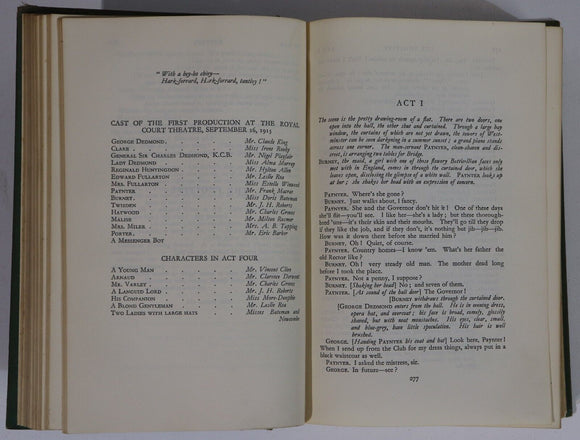 "With a hey-ho chivy—
Hark-forrard, Hark-forrard, tantivy!"
CAST OF THE FIRST PRODUCTION AT THE ROYAL
COURT THEATRE, SEPTEMBER 16, 1915
GEORGE DEDMOND . . . Mr. Claude King
CLARE . . . Miss Irene Rooke
GENERAL SIR CHARLES DEDMOND, K.C.B. Mr. Nigel Playfair
LADY DEDMOND . . . Miss Alma Murray
REGINALD HUNTINGDON . . . Mr. Hylton Allen
EDWARD FULLARTON . . . Mr. Leslie Rea
MRS. FULLARTON . . . Miss Estelle Winwood
PAYNTER . . . Mr. Frank Macrae
BURNEY . . . Miss Doris Bateman
TWISDEN . . . Mr. J. H. Roberts
HAYWOOD . . . Mr. Charles Groves
MALISE . . . Mr. Milton Rosmer
MRS. MILER . . . Mrs. A. B. Tapping
PORTER . . . Mr. Eric Barker
A MESSENGER BOY
CHARACTERS IN ACT FOUR
A YOUNG MAN . . . Mr. Vincent Clive
ARNAUD . . . Mr. Clarence Derwent
MR. VARLEY . . . Mr. Charles Groves
A LANGUID LORD . . . Mr. J. H. Roberts
HIS COMPANION . . . Miss More-Dunphie
A BLOND GENTLEMAN . . . Mr. Leslie Rea
TWO LADIES WITH LARGE HATS . . . Misses Bateman and
Newcombe
ACT I
The scene is the pretty drawing-room of a flat. There are two doors, one
open into the hall, the other shut and curtained. Through a large bay
window, the curtains of which are not yet drawn, the towers of West-
minster can be seen darkening in a summer sunset; a grand piano stands
across one corner. The man-servant PAYNTER, clean-shaven and di-
screet, is arranging two tables for Bridge.
BURNEY, the maid, a girl with one of those flowery Botticellian faces only
met with in England, comes in through the curtained door, which she
leaves open, disclosing the glimpse of a white wall. PAYNTER looks up
at her; she shakes her head with an expression of concern.
PAYNTER. Where's she gone?
BURNEY. Just walks about, I fancy.
PAYNTER. She and the Governor don't hit it! One of these days
she'll flit—you'll see. I like her—she's a lady; but these thorough-
bred 'uns—it's their skin and their mouths. They'll go till they drop
if they like the job, and if they don't, it's nothing but jib—jib—jib.
How was it down there before she married him?
BURNEY. Oh! Quiet, of course.
PAYNTER. Country homes—I know 'em. What's her father the
old Rector like?
BURNEY. Oh! very steady old man. The mother dead long
before I took the place.
PAYNTER. Not a penny, I suppose?
BURNEY. [Shaking her head] No; and seven of them.
PAYNTER. [At sound of the hall door] The Governor!
[BURNEY withdraws through the curtained door.
[GEORGE DEDMOND enters from the hall. He is in evening dress,
opera hat, and overcoat; his face is broad, comely, glossily
shaved, but with neat moustaches. His eyes, clear, small,
and blue-grey, have little speculation. His hair is well
brushed.
GEORGE. [Handing PAYNTER his coat and hat] Look here, Paynter!
When I send up from the Club for my dress things, always put in a
black waistcoat as well.
PAYNTER. I asked the mistress, sir.
GEORGE. In future—see?
277